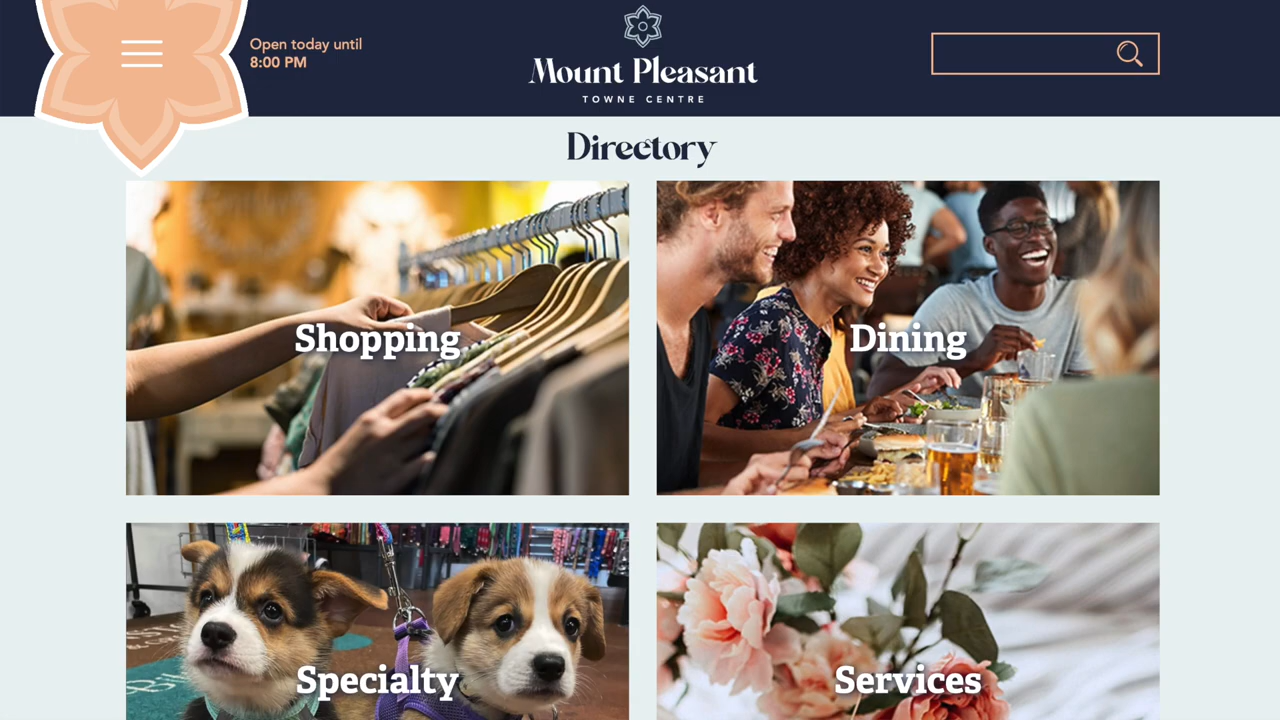 Open today until
8:00 PM
Mount Pleasant
TOWNE CENTRE
Directory
Shopping
Dining
Specialty
Services